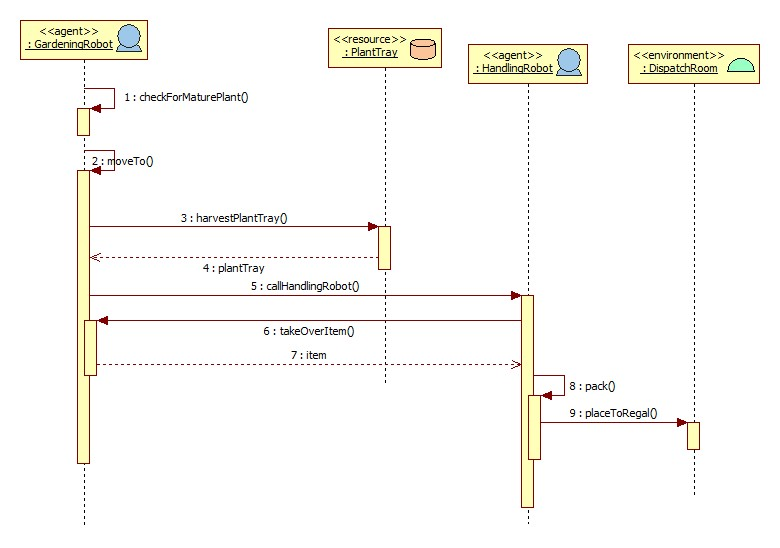 <<agent>>
: GardeningRobot
<<resource>>
: PlantTray
<<agent>>
: HandlingRobot
<<environment>>
: DispatchRoom
1 : checkForMaturePlant()
2 : moveTo()
3 : harvestPlantTray()
4 : plantTray
5 : callHandlingRobot()
6 : takeOverItem()
7 : item
8 : pack()
9 : placeToRegal()